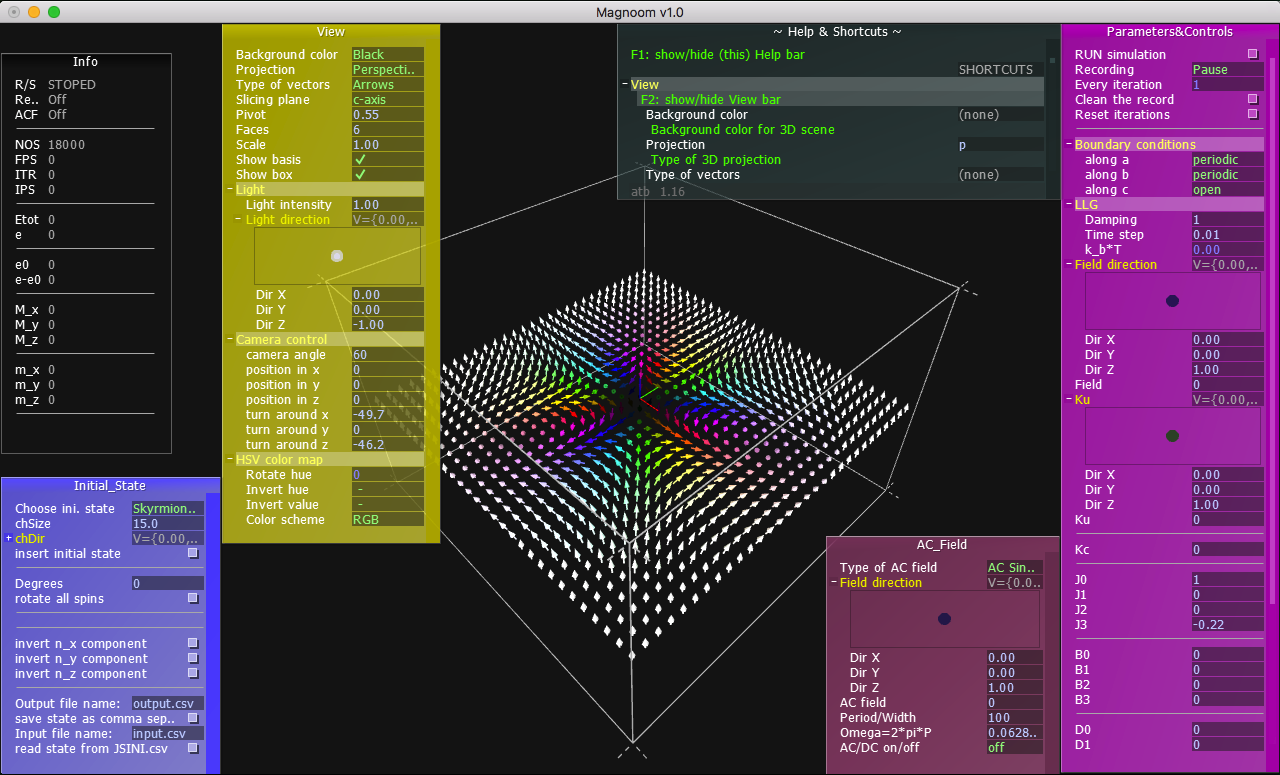 Magnoom v1.0
Info
R/S STOPED
Re.. Off
ACF Off
NOS 18000
FPS 0
ITR 0
IPS 0
Etot 0
e 0
e0 0
e-e0 0
M_x 0
M_y 0
M_z 0
m_x 0
m_y 0
m_z 0
View
Background color Black
Projection Perspecti..
Type of vectors Arrows
Slicing plane c-axis
Pivot 0.55
Faces 6
Scale 1.00
Show basis ✓
Show box ✓
Light
Light intensity 1.00
Light direction V={0.00,..
Dir X 0.00
Dir Y 0.00
Dir Z -1.00
Camera control
camera angle 60
position in x 0
position in y 0
position in z 0
turn around x -49.7
turn around y 0
turn around z -46.2
HSV color map
Rotate hue 0
Invert hue -
Invert value -
Color scheme RGB
~ Help & Shortcuts ~
F1: show/hide (this) Help bar
SHORTCUTS
View
F2: show/hide View bar
Background color (none)
Background color for 3D scene
Projection p
Type of 3D projection
Type of vectors (none)
atb 1.16
Parameters&Controls
RUN simulation
Recording Pause
Every iteration 1
Clean the record
Reset iterations
Boundary conditions
along a periodic
along b periodic
along c open
LLG
Damping 1
Time step 0.01
k_b*T 0.00
Field direction V={0.00,..
Dir X 0.00
Dir Y 0.00
Dir Z 1.00
Field 0
Ku V={0.00,..
Dir X 0.00
Dir Y 0.00
Dir Z 1.00
Ku 0
Kc 0
J0 1
J1 0
J2 0
J3 -0.22
B0 0
B1 0
B2 0
B3 0
D0 0
D1 0
Initial_State
Choose ini. state Skyrmion..
chSize 15.0
chDir V={0.00,..
insert initial state
Degrees 0
rotate all spins
invert n_x component
invert n_y component
invert n_z component
Output file name: output.csv
save state as comma sep..
Input file name: input.csv
read state from JSINI.csv
AC_Field
Type of AC field AC Sin..
Field direction V={0.0..
Dir X 0.00
Dir Y 0.00
Dir Z 1.00
AC field 0
Period/Width 100
Omega=2*pi*P 0.0628..
AC/DC on/off off